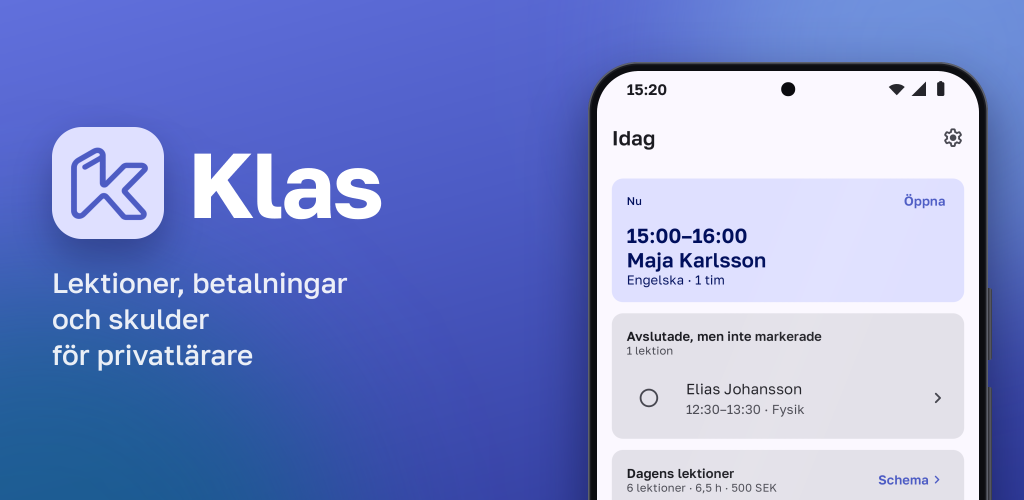 Klas
Lektioner, betalningar
och skulder
för privatlärare
15:20
Idag
Nu
Öppna
15:00–16:00
Maja Karlsson
Engelska · 1 tim
Avslutade, men inte markerade
1 lektion
Elias Johansson
12:30–13:30 · Fysik
Dagens lektioner
Schema
6 lektioner · 6,5 h · 500 SEK